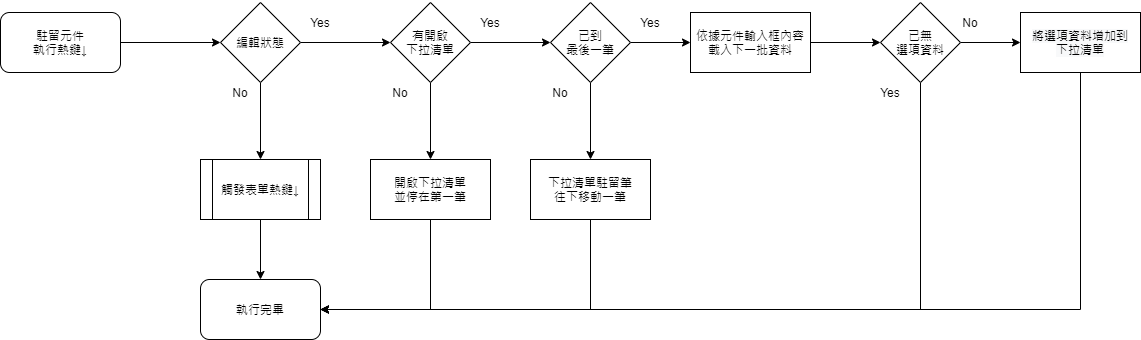 駐留元件
執行熱鍵↓
編輯狀態
Yes
有開啟
下拉清單
Yes
已到
最後一筆
Yes
依據元件輸入框內容
載入下一批資料
已無
選項資料
No
將選項資料增加到
下拉清單
No
No
No
Yes
觸發表單熱鍵↓
開啟下拉清單
並停在第一筆
下拉清單駐留筆
往下移動一筆
執行完畢